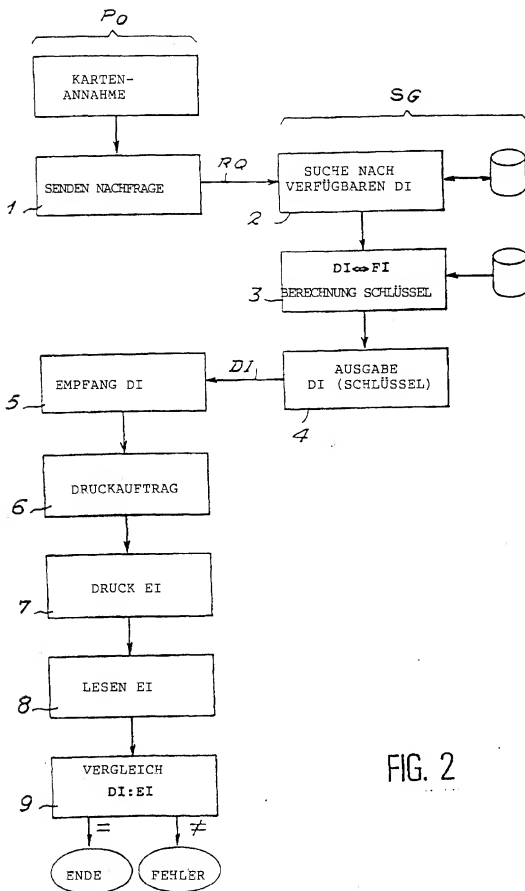 PO
KARTEN-
ANNAHME
SG
SENDEN NACHFRAGE
1
RQ
SUCHE NACH
VERFÜGBAREN DI
2
DI⇔FI
BERECHNUNG SCHLÜSSEL
3
AUSGABE
DI (SCHLÜSSEL)
4
DI
EMPFANG DI
5
DRUCKAUFTRAG
6
DRUCK EI
7
LESEN EI
8
VERGLEICH
DI:EI
9
=
≠
ENDE
FEHLER
FIG. 2